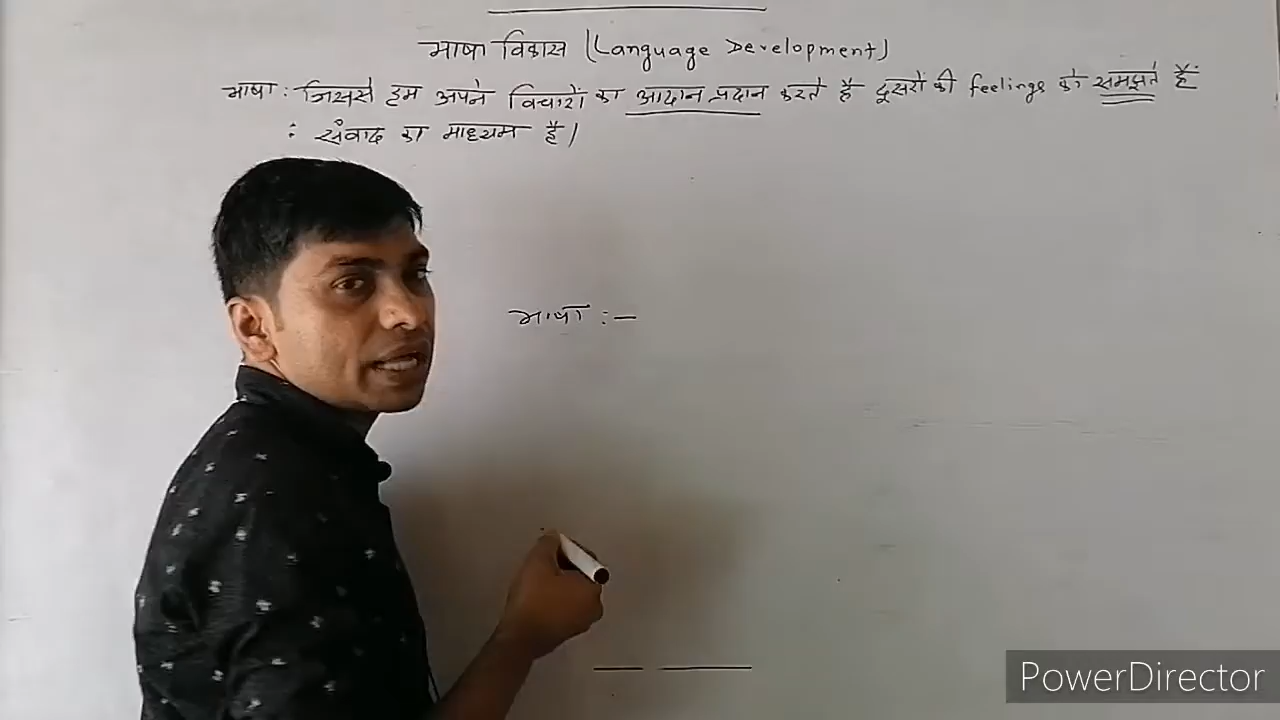 भाषा विकास (Language Development)
भाषा : जिससे हम अपने विचारों का आदान प्रदान करते है दूसरों की feelings को समझते हैं
: संवाद का माध्यम है।
भाषा :-
PowerDirector